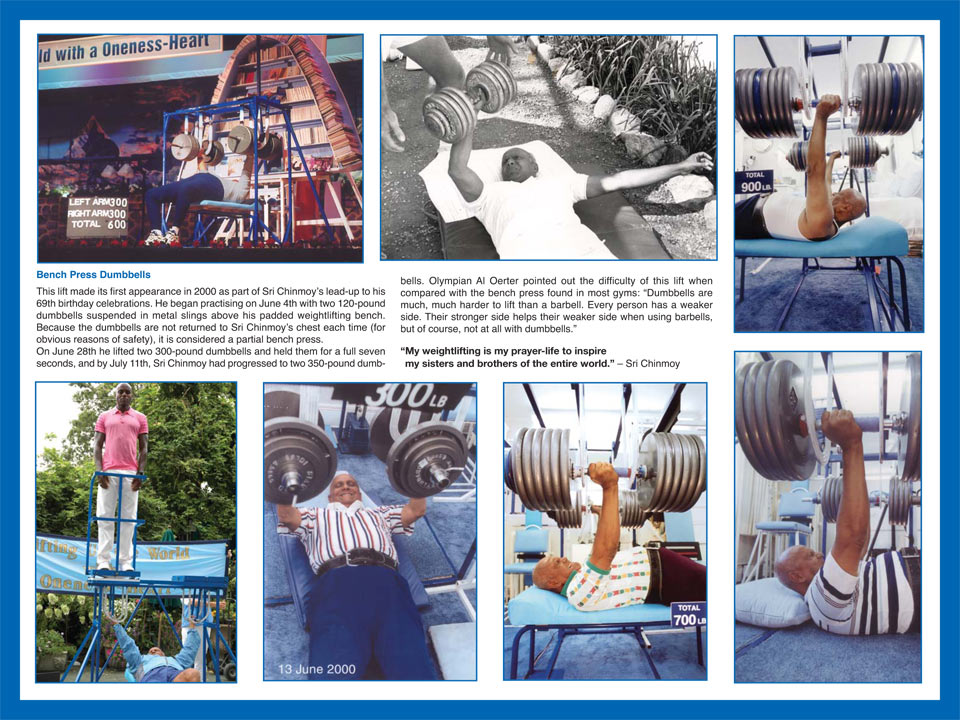 ld with a Oneness-Heart
LEFT ARM 300
RIGHT ARM 300
TOTAL 600
TOTAL
900 LB.
Bench Press Dumbbells
This lift made its first appearance in 2000 as part of Sri Chinmoy’s lead-up to his
69th birthday celebrations. He began practising on June 4th with two 120-pound
dumbbells suspended in metal slings above his padded weightlifting bench.
Because the dumbbells are not returned to Sri Chinmoy’s chest each time (for
obvious reasons of safety), it is considered a partial bench press.
On June 28th he lifted two 300-pound dumbbells and held them for a full seven
seconds, and by July 11th, Sri Chinmoy had progressed to two 350-pound dumb-
bells. Olympian Al Oerter pointed out the difficulty of this lift when
compared with the bench press found in most gyms: “Dumbbells are
much, much harder to lift than a barbell. Every person has a weaker
side. Their stronger side helps their weaker side when using barbells,
but of course, not at all with dumbbells.”
“My weightlifting is my prayer-life to inspire
my sisters and brothers of the entire world.” – Sri Chinmoy
ifting World
Onen
300 LB
13 June 2000
TOTAL
700 LB